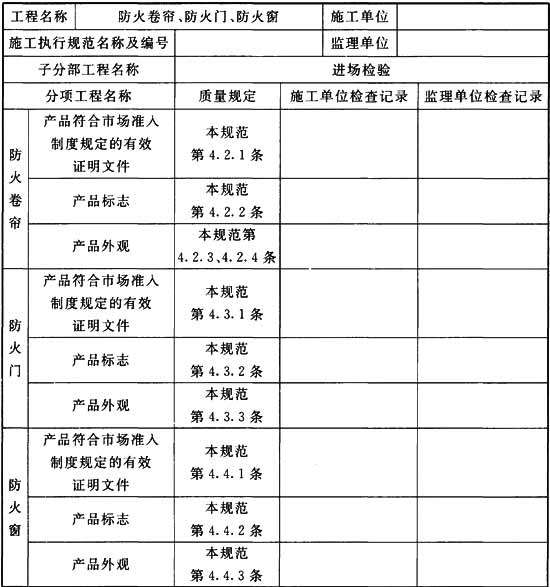 工程名称 防火卷帘、防火门、防火窗 施工单位
施工执行规范名称及编号 监理单位
子分部工程名称 进场检验
分项工程名称 质量规定 施工单位检查记录 监理单位检查记录
防火卷帘
产品符合市场准入
制度规定的有效
证明文件
本规范
第4.2.1条
产品标志
本规范
第4.2.2条
产品外观
本规范第
4.2.3、4.2.4条
防火门
产品符合市场准入
制度规定的有效
证明文件
本规范
第4.3.1条
产品标志
本规范
第4.3.2条
产品外观
本规范
第4.3.3条
防火窗
产品符合市场准入
制度规定的有效
证明文件
本规范
第4.4.1条
产品标志
本规范
第4.4.2条
产品外观
本规范
第4.4.3条